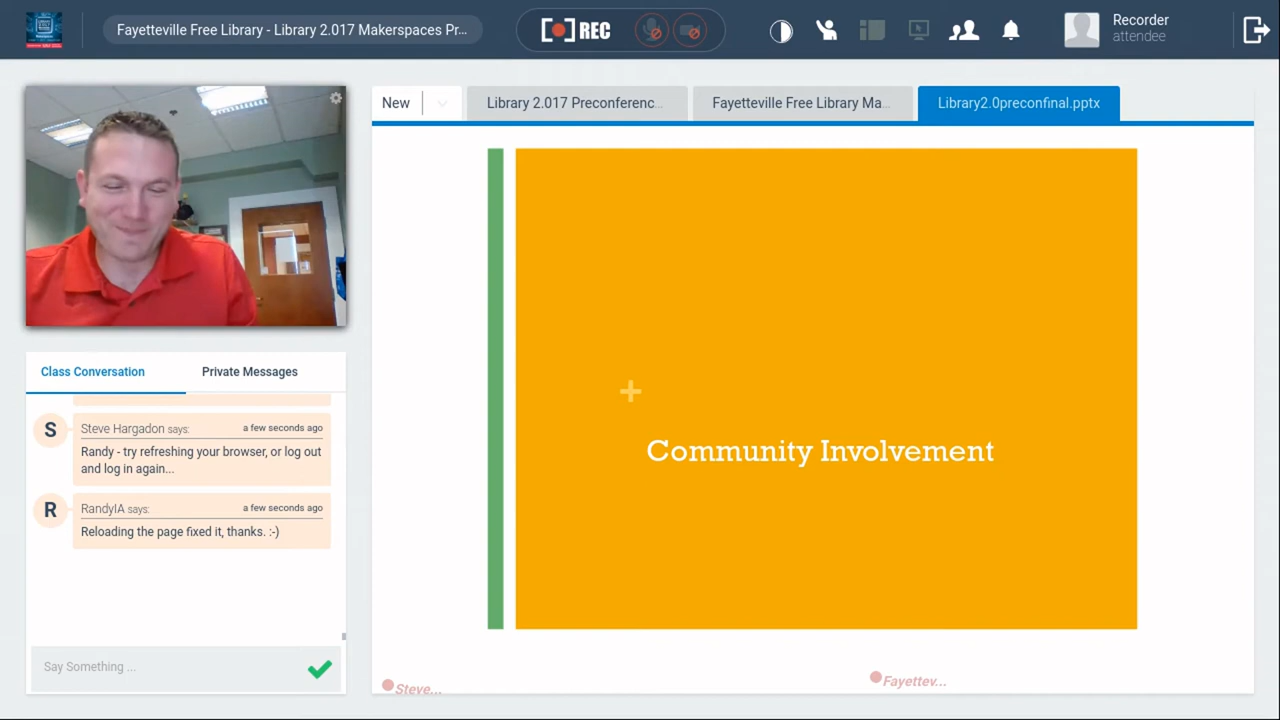 Fayetteville Free Library - Library 2.017 Makerspaces Pr...
REC
Recorder
attendee
New
Library 2.017 Preconferenc...
Fayetteville Free Library Ma...
Library2.0preconfinal.pptx
Class Conversation
Private Messages
S
Steve Hargadon says:
a few seconds ago
Randy - try refreshing your browser, or log out
and log in again...
R
RandyIA says:
a few seconds ago
Reloading the page fixed it, thanks. :-)
Say Something ...
+
Community Involvement
Steve...
Fayettev...